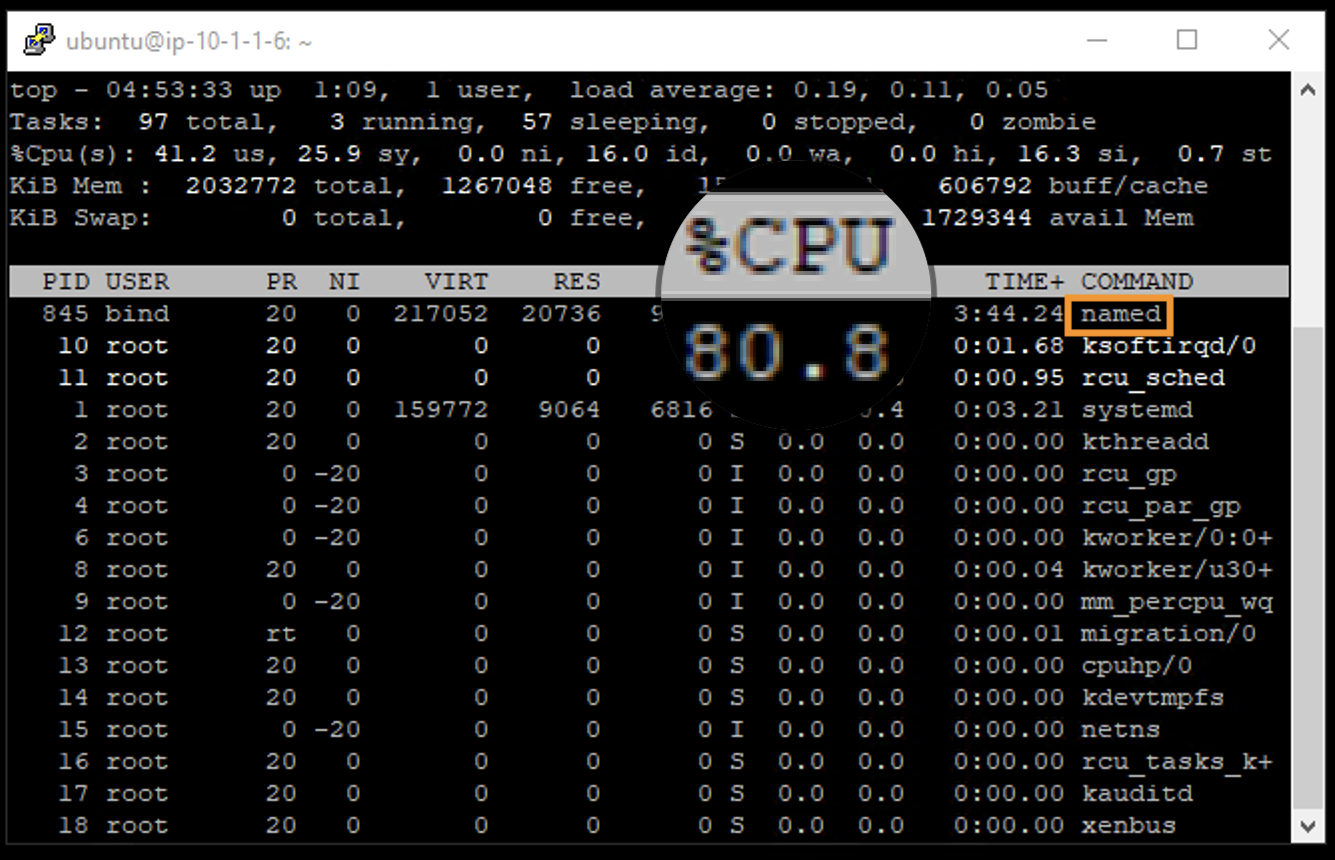 ubuntu@ip-10-1-1-6: ~
top - 04:53:33 up  1:09,  1 user,  load average: 0.19, 0.11, 0.05
Tasks:  97 total,   3 running,  57 sleeping,   0 stopped,   0 zombie
%Cpu(s): 41.2 us, 25.9 sy,  0.0 ni, 16.0 id,  0.0 wa,  0.0 hi, 16.3 si,  0.7 st
KiB Mem :  2032772 total,  1267048 free,   606792 buff/cache
KiB Swap:        0 total,        0 free,   1729344 avail Mem
PID USER      PR  NI    VIRT    RES %CPU TIME+ COMMAND
845 bind      20   0  217052  20736 80.8 3:44.24 named
10 root      20   0       0      0 0:01.68 ksoftirqd/0
11 root      20   0       0      0 0:00.95 rcu_sched
1 root      20   0  159772   9064   6816 0:03.21 systemd
2 root      20   0       0      0      0 S  0.0  0.0   0:00.00 kthreadd
3 root       0 -20       0      0      0 I  0.0  0.0   0:00.00 rcu_gp
4 root       0 -20       0      0      0 I  0.0  0.0   0:00.00 rcu_par_gp
6 root       0 -20       0      0      0 I  0.0  0.0   0:00.00 kworker/0:0+
8 root      20   0       0      0      0 I  0.0  0.0   0:00.04 kworker/u30+
9 root       0 -20       0      0      0 I  0.0  0.0   0:00.00 mm_percpu_wq
12 root      rt   0       0      0      0 S  0.0  0.0   0:00.01 migration/0
13 root      20   0       0      0      0 S  0.0  0.0   0:00.00 cpuhp/0
14 root      20   0       0      0      0 S  0.0  0.0   0:00.00 kdevtmpfs
15 root       0 -20       0      0      0 I  0.0  0.0   0:00.00 netns
16 root      20   0       0      0      0 S  0.0  0.0   0:00.00 rcu_tasks_k+
17 root      20   0       0      0      0 S  0.0  0.0   0:00.00 kauditd
18 root      20   0       0      0      0 S  0.0  0.0   0:00.00 xenbus